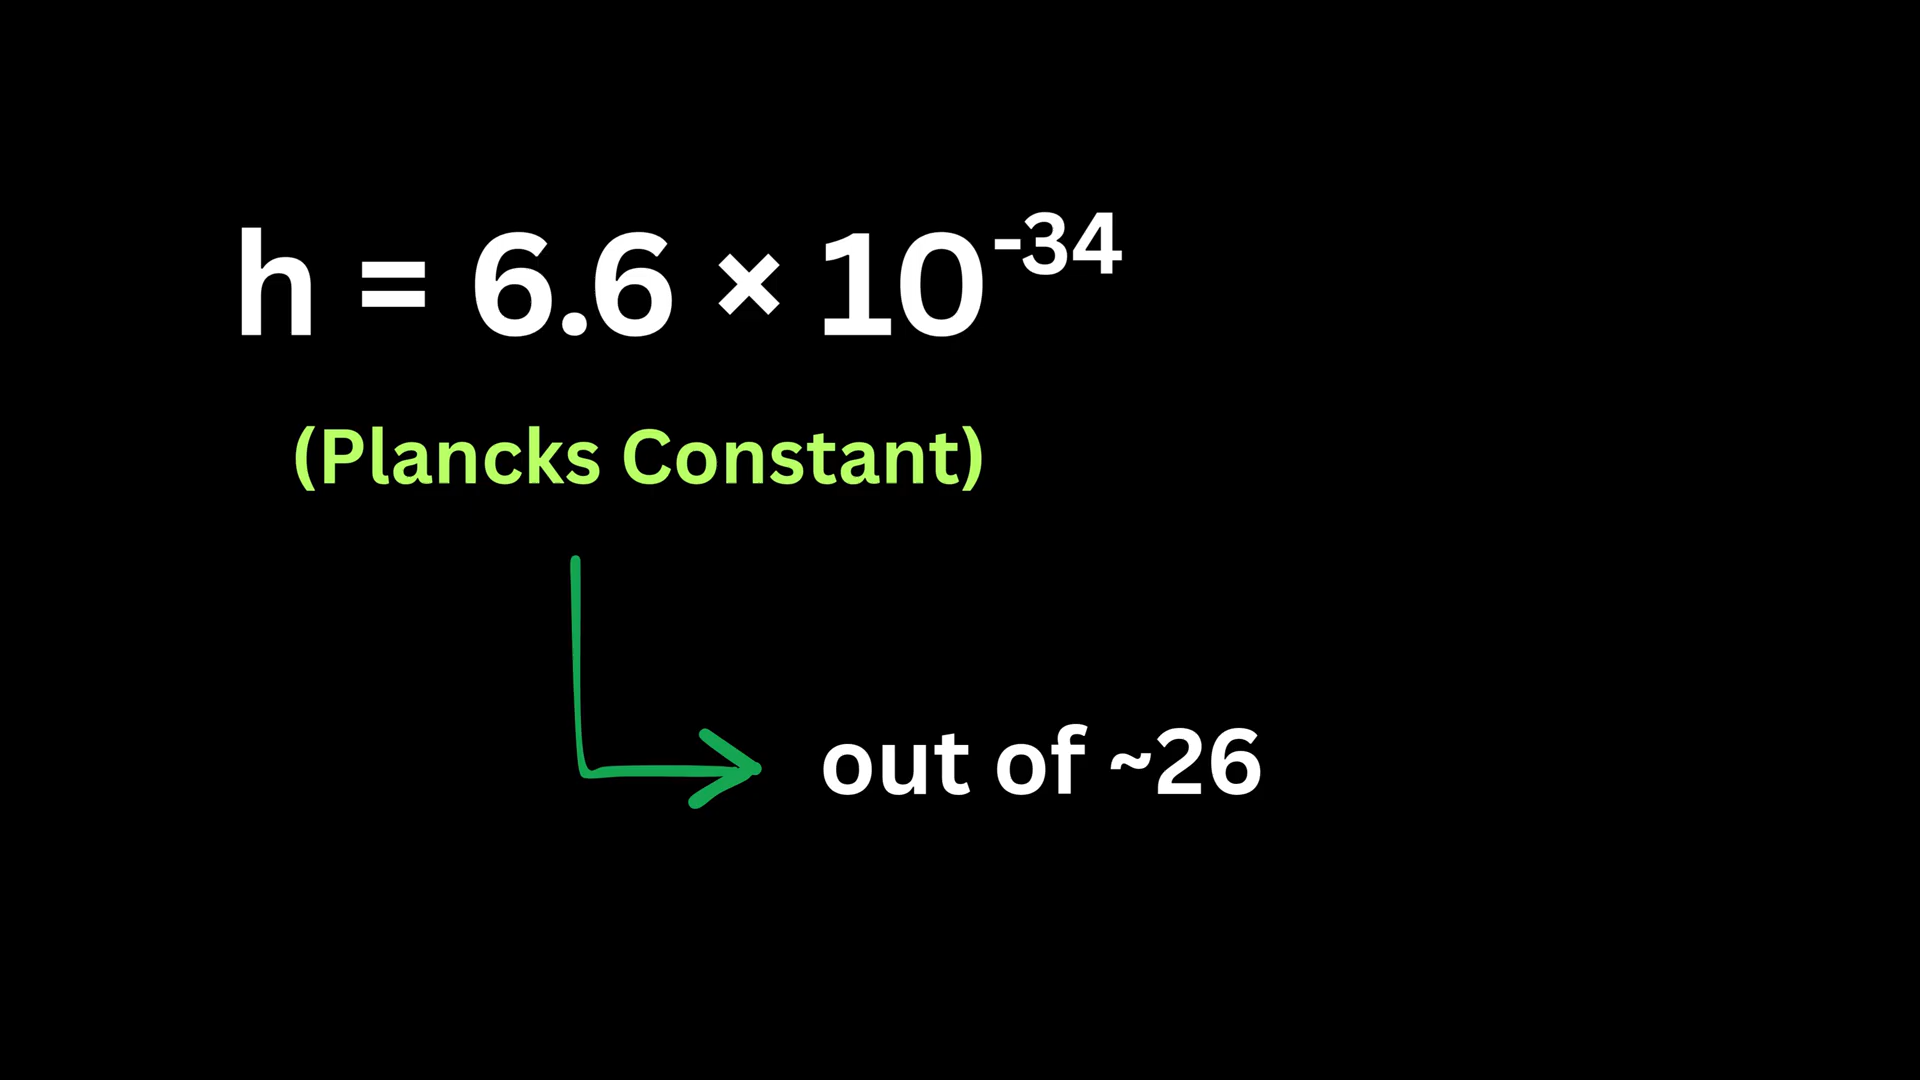 h = 6.6 × 10⁻³⁴
(Plancks Constant)
out of ~26